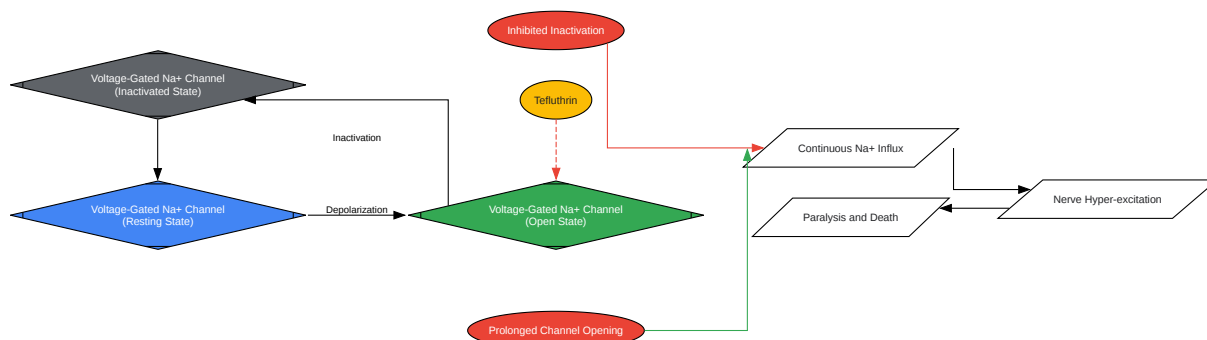 Inhibited Inactivation
Voltage-Gated Na+ Channel
(Inactivated State)
Tefluthrin
Inactivation
Continuous Na+ Influx
Voltage-Gated Na+ Channel
(Resting State)
Depolarization
Voltage-Gated Na+ Channel
(Open State)
Nerve Hyper-excitation
Paralysis and Death
Prolonged Channel Opening